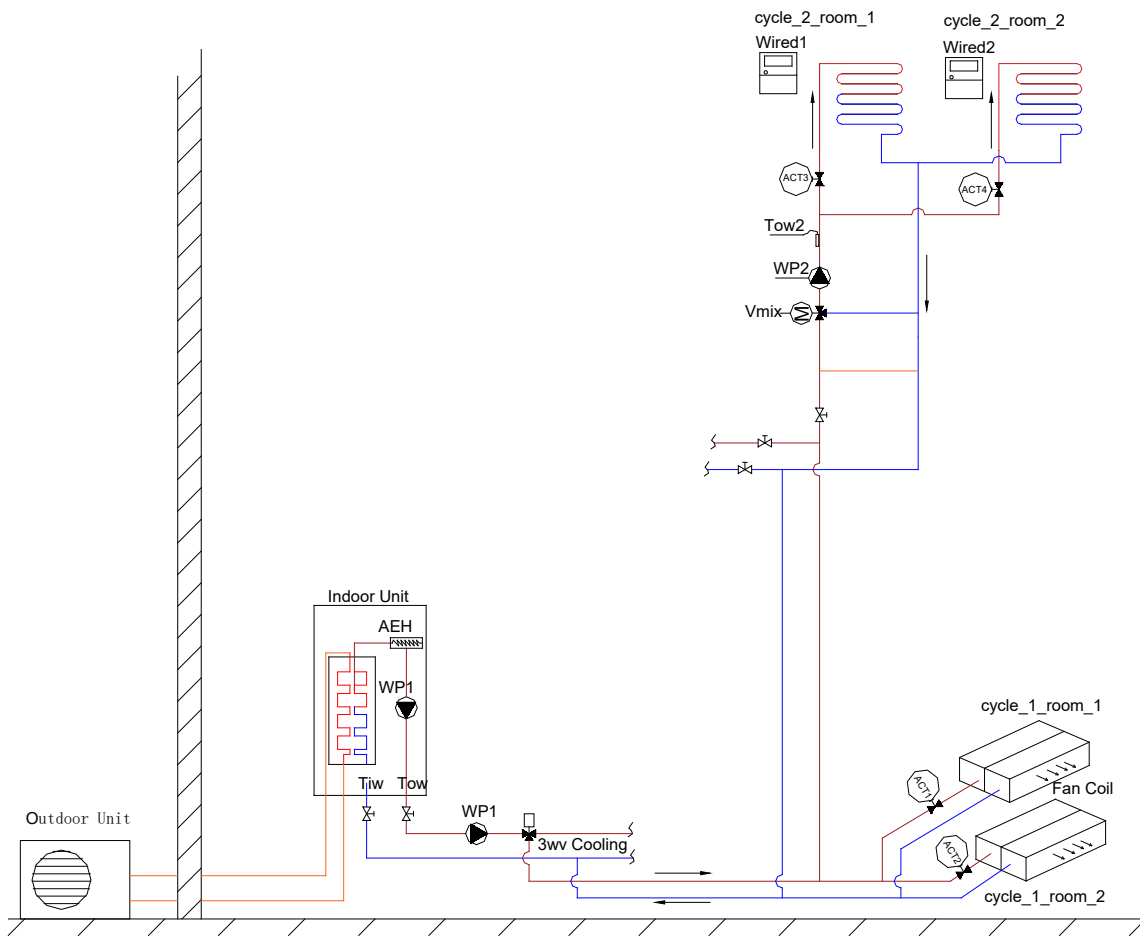 cycle_2_room_1
cycle_2_room_2
Wired1
Wired2
ACT3
ACT4
Tow2
WP2
Vmix
M
Indoor Unit
AEH
WP1
Tiw
Tow
WP1
3wv Cooling
Outdoor Unit
cycle_1_room_1
ACT1
Fan Coil
ACT2
cycle_1_room_2